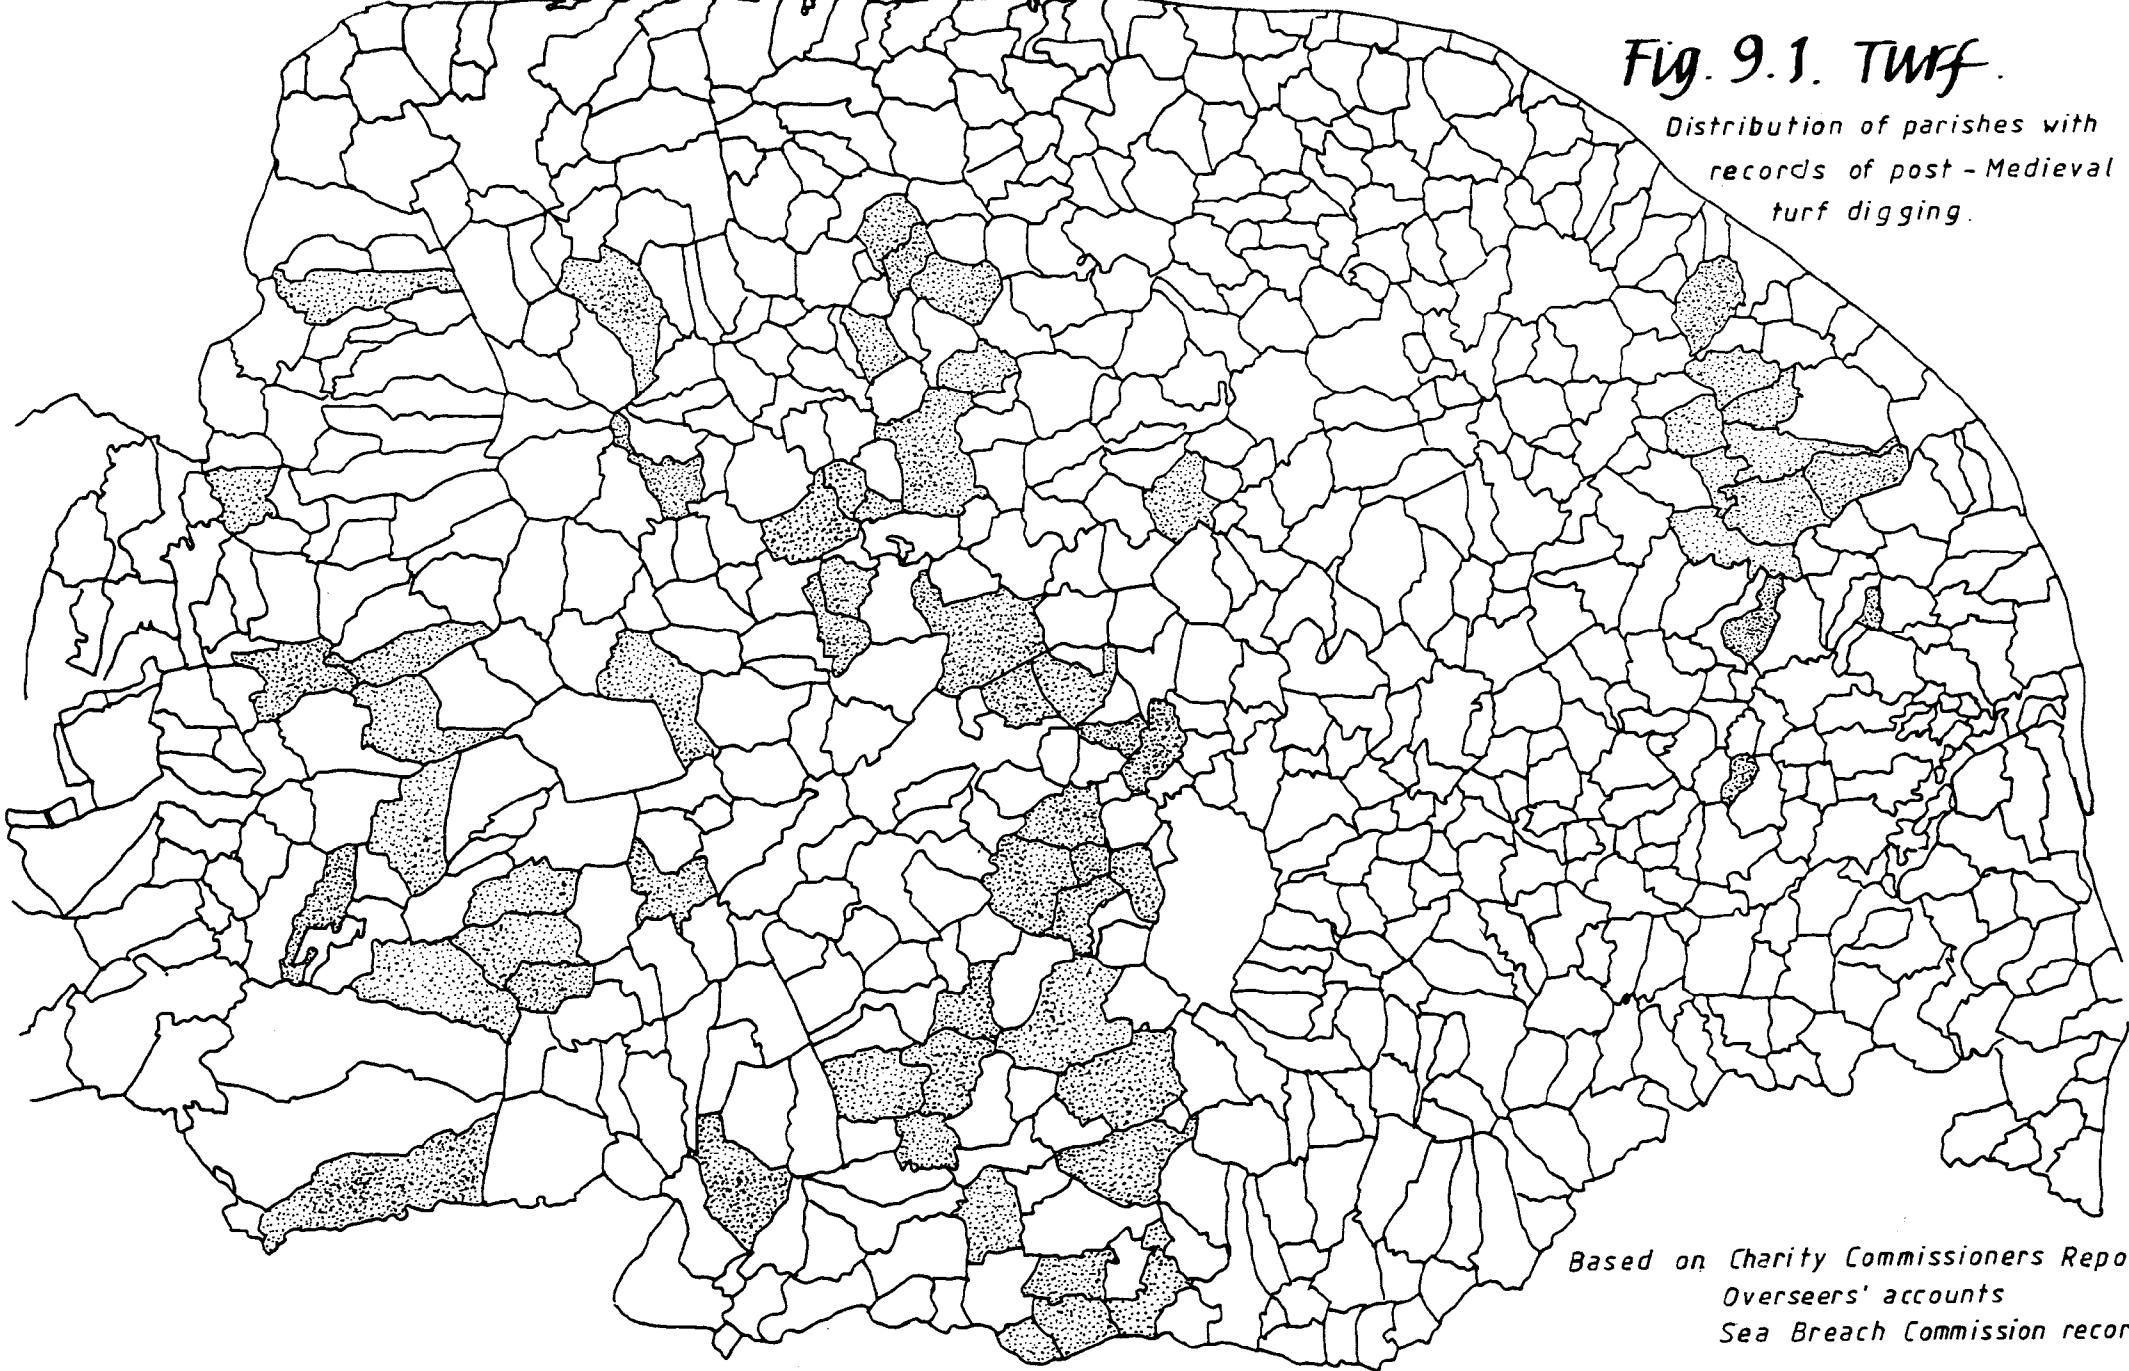 Fig. 9.1. Turf.
Distribution of parishes with
records of post-Medieval
turf digging.
Based on Charity Commissioners Repo
Overseers' accounts
Sea Breach Commission recor